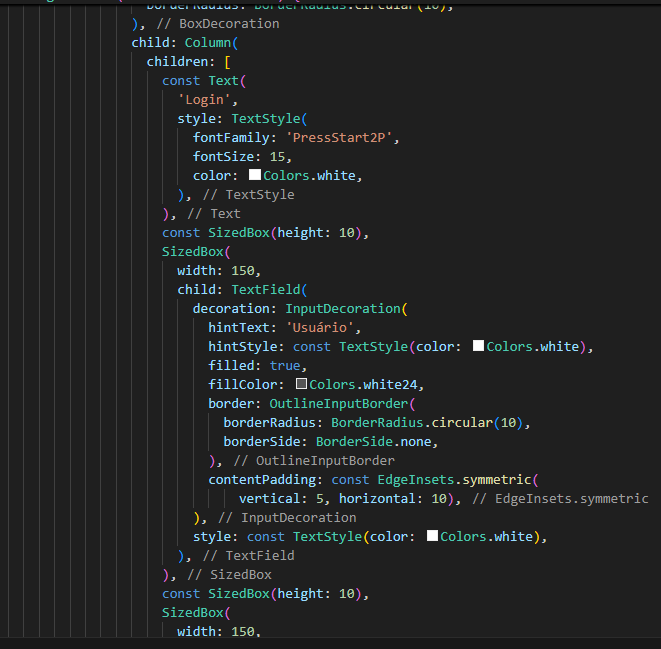 borderRadius: BorderRadius.circular(10),
), // BoxDecoration
child: Column(
children: [
const Text(
'Login',
style: TextStyle(
fontFamily: 'PressStart2P',
fontSize: 15,
color: Colors.white,
), // TextStyle
), // Text
const SizedBox(height: 10),
SizedBox(
width: 150,
child: TextField(
decoration: InputDecoration(
hintText: 'Usuário',
hintStyle: const TextStyle(color: Colors.white),
filled: true,
fillColor: Colors.white24,
border: OutlineInputBorder(
borderRadius: BorderRadius.circular(10),
borderSide: BorderSide.none,
), // OutlineInputBorder
contentPadding: const EdgeInsets.symmetric(
vertical: 5, horizontal: 10), // EdgeInsets.symmetric
), // InputDecoration
style: const TextStyle(color: Colors.white),
), // TextField
), // SizedBox
const SizedBox(height: 10),
SizedBox(
width: 150,